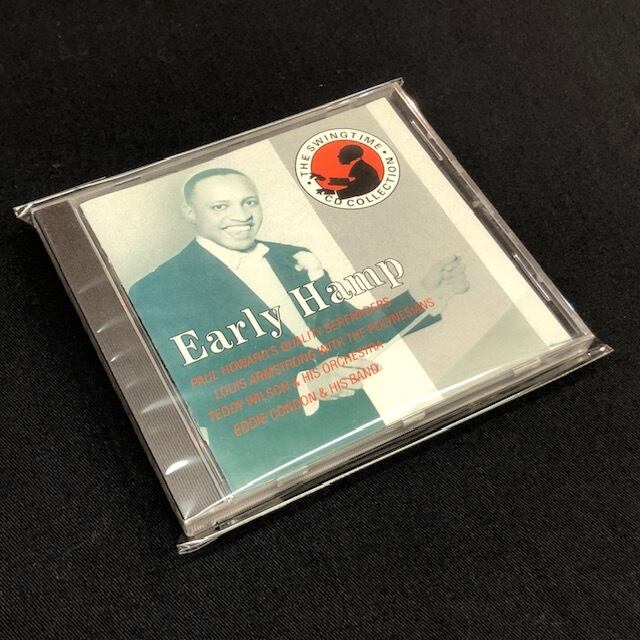 • THE SWINGTIME •
CD COLLECTION
Early Hamp
PAUL HOWARD'S QUALITY SERENADERS
LOUIS ARMSTRONG WITH THE POLYNESIANS
TEDDY WILSON & HIS ORCHESTRA
EDDIE CONDON & HIS BAND